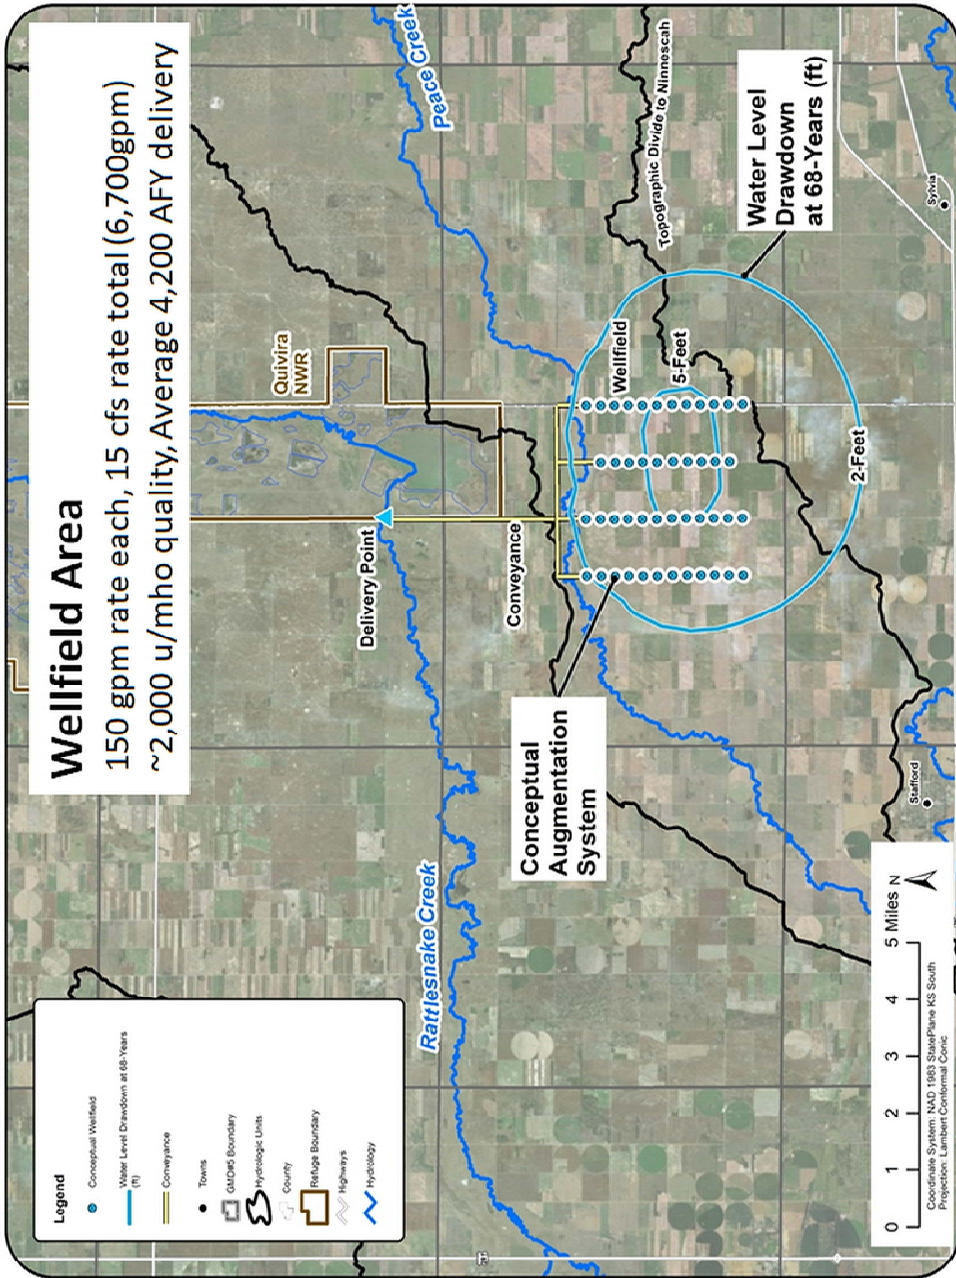 Wellfield Area
150 gpm rate each, 15 cfs rate total (6,700gpm)
~2,000 u/mho quality, Average 4,200 AFY delivery
Peace Creek
Quivira
NWR
Delivery Point
Rattlesnake Creek
Conveyance
Topographic Divide to Ninnescah
Wellfield
5-Feet
2-Feet
Water Level
Drawdown
at 68-Years (ft)
Conceptual
Augmentation
System
Sylvia
Stafford
Legend
Conceptual Wellfield
Water Level Drawdown at 68-Years
(ft)
Conveyance
Towns
GMD#5 Boundary
Hydrologic Units
County
Refuge Boundary
Highways
Hydrology
0 1 2 3 4 5 Miles
N
Coordinate System: NAD 1983 StatePlane KS South
Projection: Lambert Conformal Conic